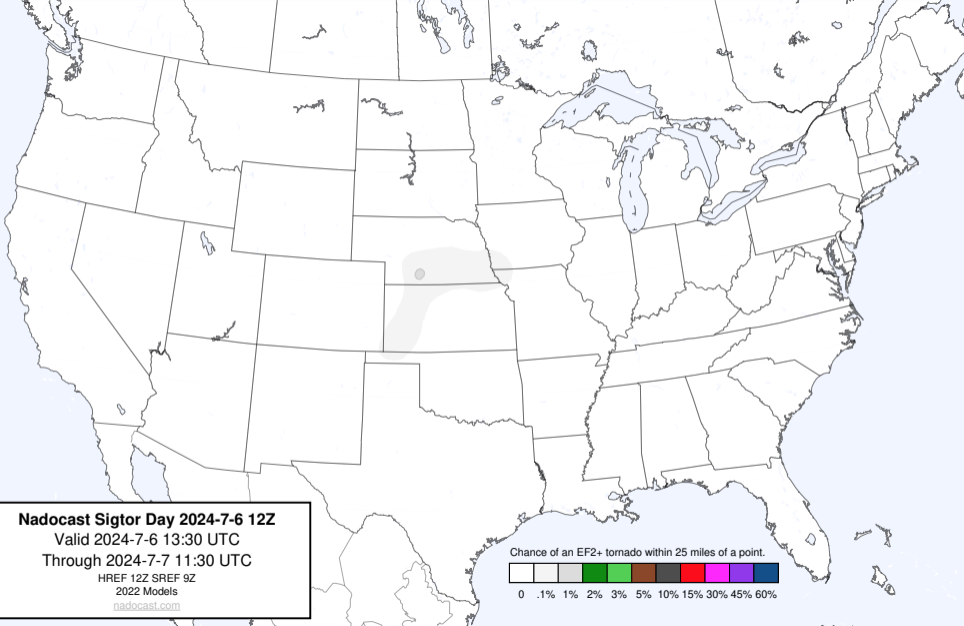 Nadocast Sigtor Day 2024-7-6 12Z
Valid 2024-7-6 13:30 UTC
Through 2024-7-7 11:30 UTC
HREF 12Z SREF 9Z
2022 Models
nadocast.com
Chance of an EF2+ tornado within 25 miles of a point.
0 .1% 1% 2% 3% 5% 10% 15% 30% 45% 60%